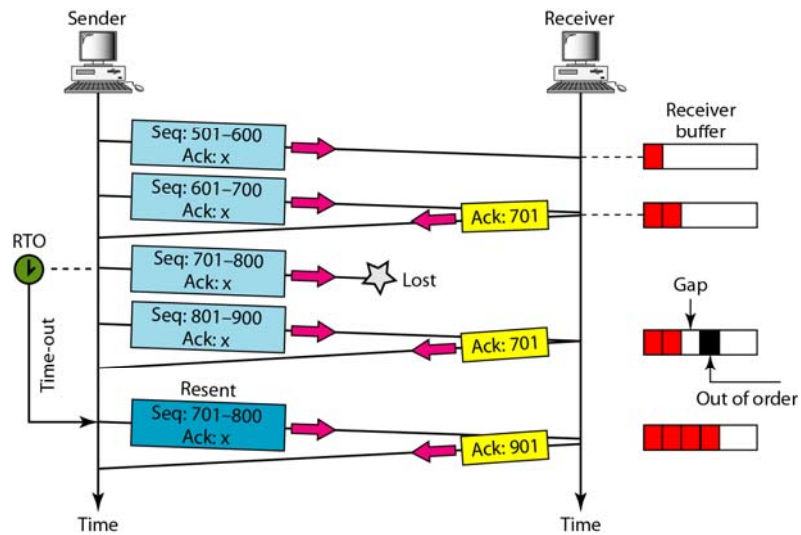 Sender
Receiver
Receiver
buffer
Seq: 501–600
Ack: x
Seq: 601–700
Ack: x
Ack: 701
RTO
Seq: 701–800
Ack: x
Lost
Gap
Seq: 801–900
Ack: x
Ack: 701
Time-out
Out of order
Resent
Seq: 701–800
Ack: x
Ack: 901
Time
Time